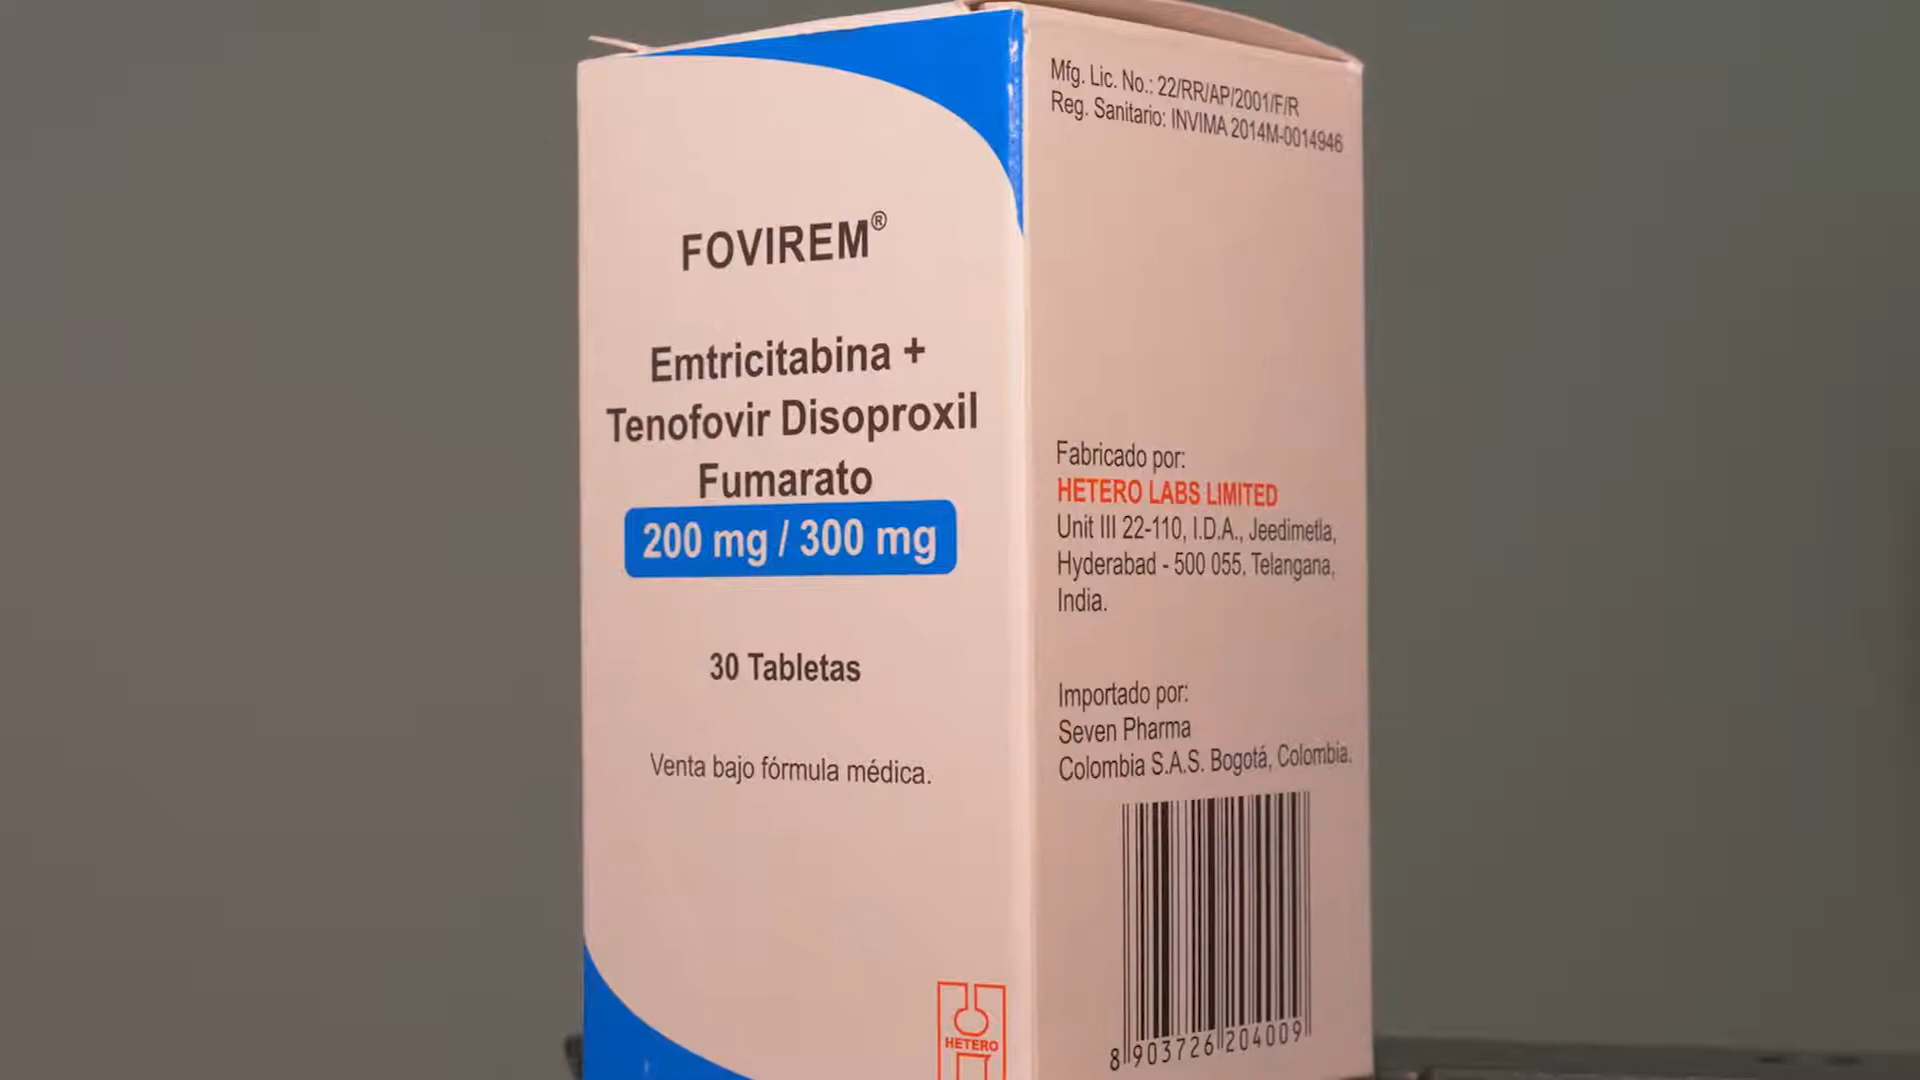 FOVIREM®
Emtricitabina +
Tenofovir Disoproxil
Fumarato
200 mg / 300 mg
30 Tabletas
Venta bajo fórmula médica.
HETERO
Mfg. Lic. No.: 22/RR/AP/2001/F/R
Reg. Sanitario: INVIMA 2014M-0014946
Fabricado por:
HETERO LABS LIMITED
Unit III 22-110, I.D.A., Jeedimetla,
Hyderabad - 500 055. Telangana,
India.
Importado por:
Seven Pharma
Colombia S.A.S. Bogotá, Colombia.
8 903726 204009